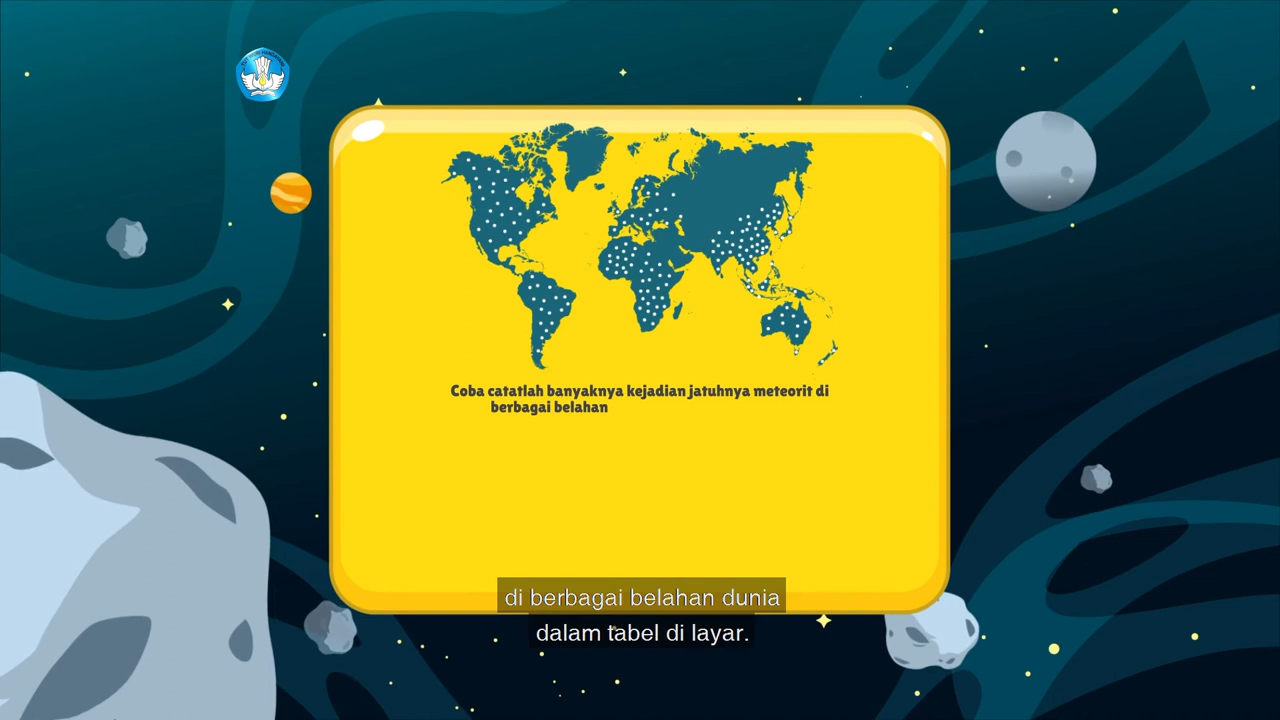 Coba catatlah banyaknya kejadian jatuhnya meteorit di
berbagai belahan
di berbagai belahan dunia
dalam tabel di layar.